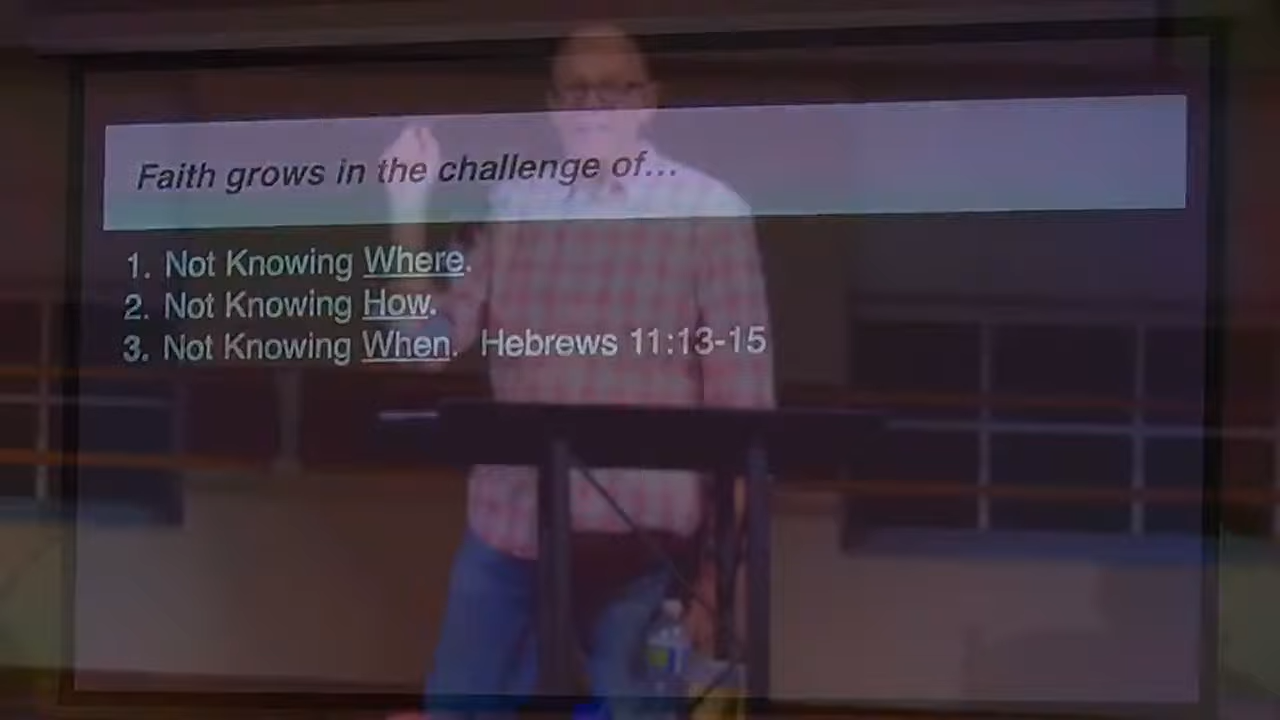 Faith grows in the challenge of...
1. Not Knowing Where.
2. Not Knowing How.
3. Not Knowing When. Hebrews 11:13-15